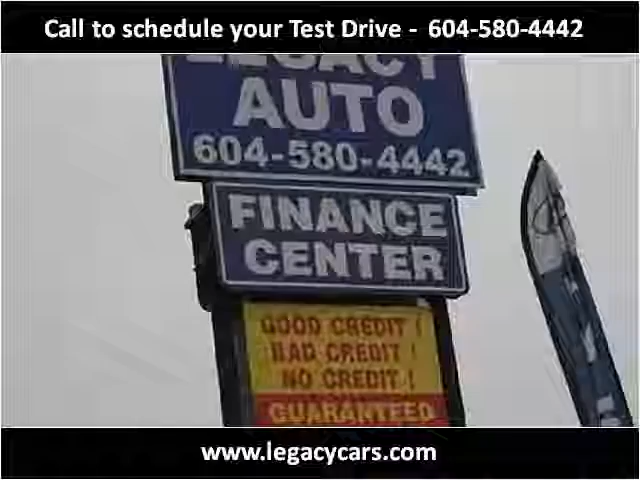 Call to schedule your Test Drive - 604-580-4442
LEGACY
AUTO
604-580-4442
FINANCE
CENTER
GOOD CREDIT !
BAD CREDIT !
NO CREDIT !
GUARANTEED
www.legacycars.com